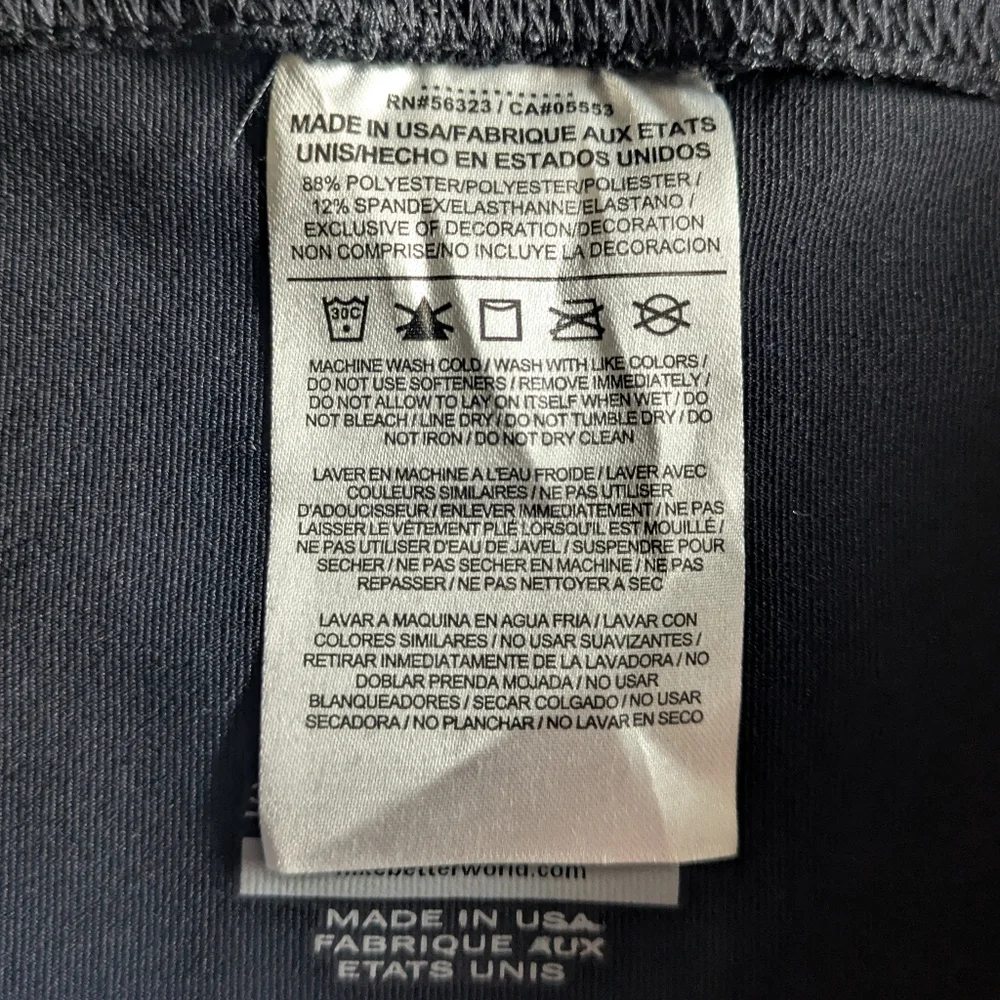 RN#56323 / CA#05553
MADE IN USA/FABRIQUE AUX ETATS
UNIS/HECHO EN ESTADOS UNIDOS
88% POLYESTER/POLYESTER/POLIESTER /
12% SPANDEX/ELASTHANNE/ELASTANO /
EXCLUSIVE OF DECORATION/DECORATION
NON COMPRISE/NO INCLUYE LA DECORACION
30C
MACHINE WASH COLD / WASH WITH LIKE COLORS /
DO NOT USE SOFTENERS / REMOVE IMMEDIATELY /
DO NOT ALLOW TO LAY ON ITSELF WHEN WET / DO
NOT BLEACH / LINE DRY / DO NOT TUMBLE DRY / DO
NOT IRON / DO NOT DRY CLEAN
LAVER EN MACHINE A L'EAU FROIDE / LAVER AVEC
COULEURS SIMILAIRES / NE PAS UTILISER
D'ADOUCISSEUR / ENLEVER IMMEDIATEMENT / NE PAS
LAISSER LE VÉTEMENT PLIÉ LORSQU'IL EST MOUILLÉ /
NE PAS UTILISER D'EAU DE JAVEL / SUSPENDRE POUR
SECHER / NE PAS SECHER EN MACHINE / NE PAS
REPASSER / NE PAS NETTOYER A SEC
LAVAR A MAQUINA EN AGUA FRIA / LAVAR CON
COLORES SIMILARES / NO USAR SUAVIZANTES /
RETIRAR INMEDIATAMENTE DE LA LAVADORA / NO
DOBLAR PRENDA MOJADA / NO USAR
BLANQUEADORES / SECAR COLGADO / NO USAR
SECADORA / NO PLANCHAR / NO LAVAR EN SECO
MADE IN USA
FABRIQUE AUX
ETATS UNIS